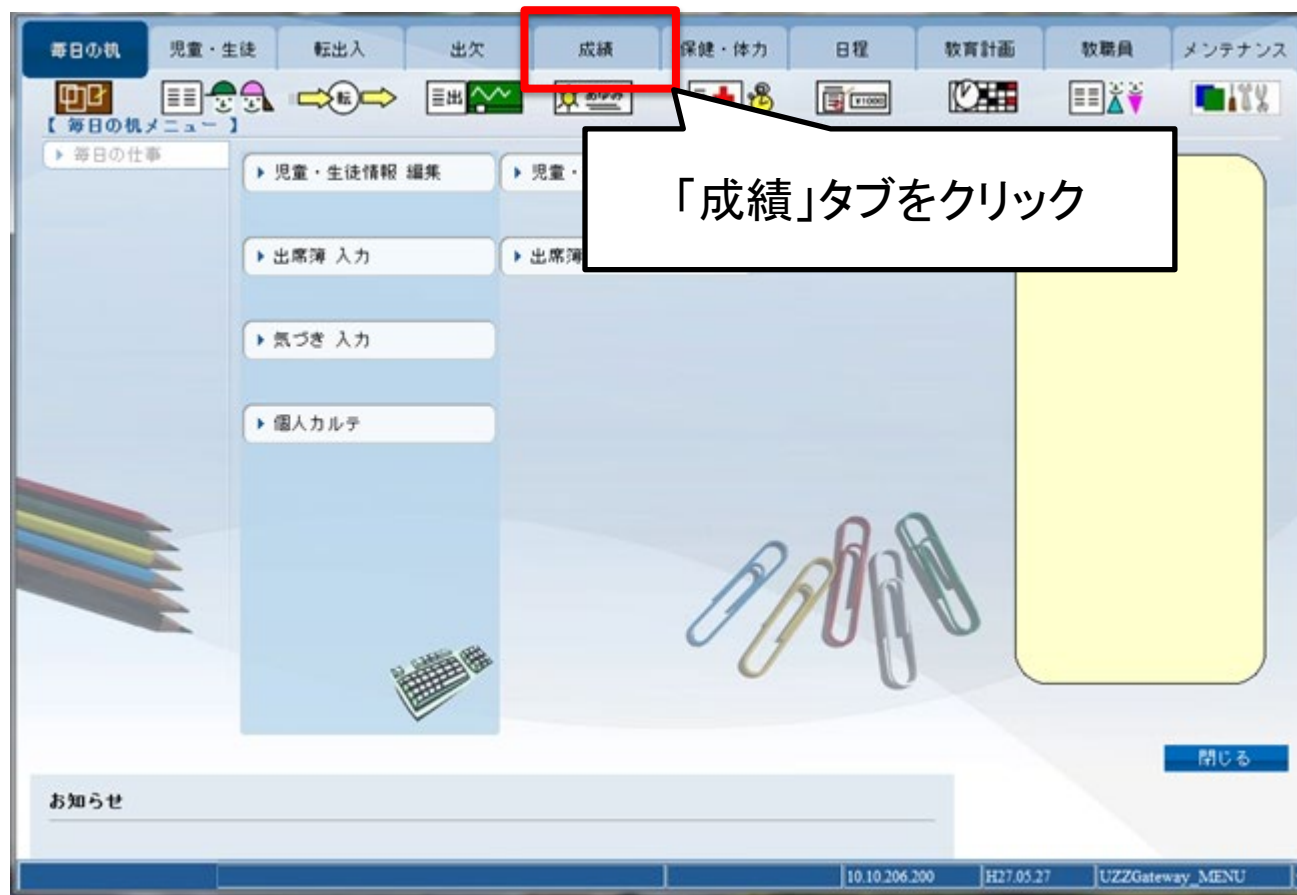 毎日の机 児童・生徒 転出入 出欠 成績 保健・体力 日程 教育計画 教職員 メンテナンス
転 出 あゆみ ¥1000
【 毎日の机メニュー 】
毎日の仕事
児童・生徒情報 編集 児童・
「成績」タブをクリック
出席簿 入力 出席簿
気づき 入力
個人カルテ
閉じる
お知らせ
10.10.206.200 H27.05.27 UZZGateway_MENU